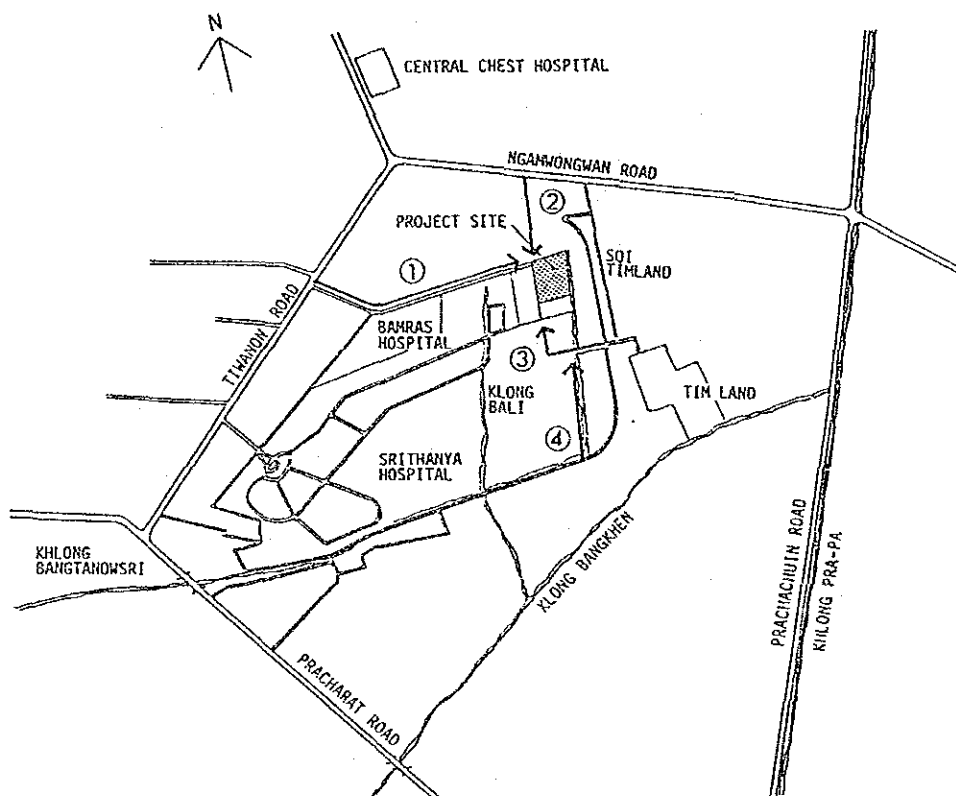 N
CENTRAL CHEST HOSPITAL
NGAMWONGWAN ROAD
②
PROJECT SITE
①
SOI
TIMLAND
TIWANON ROAD
BAMRAS
HOSPITAL
③
KLONG
BALI
TIM LAND
④
SRITHANYA
HOSPITAL
KHLONG
BANGTANOWSRI
KLONG BANGKHEN
PRACHACHUIN ROAD
KHLONG PRA-PA
PRACHARAT ROAD